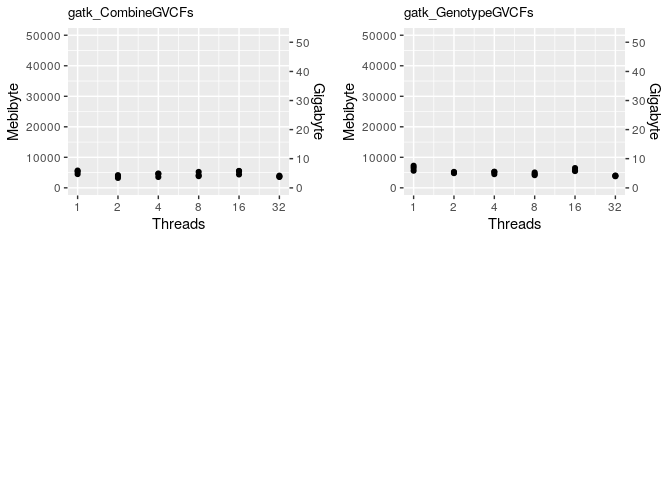 gatk_CombineGVCFs
50000
40000
30000
20000
10000
0
Mebibyte
50
40
30
20
10
0
Gigabyte
1 2 4 8 16 32
Threads
gatk_GenotypeGVCFs
50000
40000
30000
20000
10000
0
Mebibyte
50
40
30
20
10
0
Gigabyte
1 2 4 8 16 32
Threads